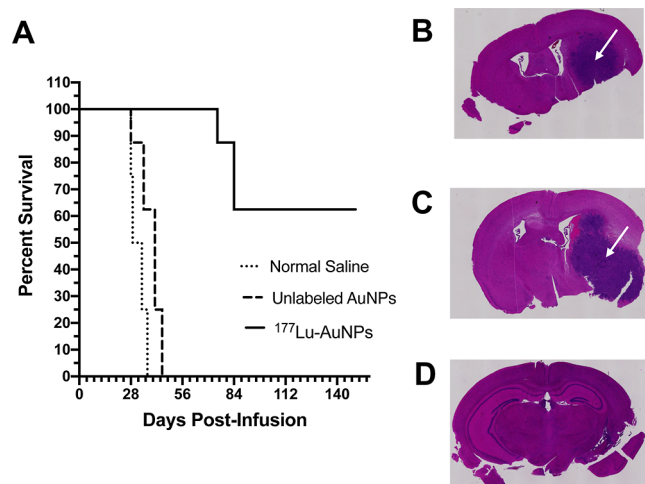 A
B
C
D
110
100
90
80
70
60
50
40
30
20
10
0
Percent Survival
Normal Saline
Unlabeled AuNPs
177Lu-AuNPs
0 28 56 84 112 140
Days Post-Infusion